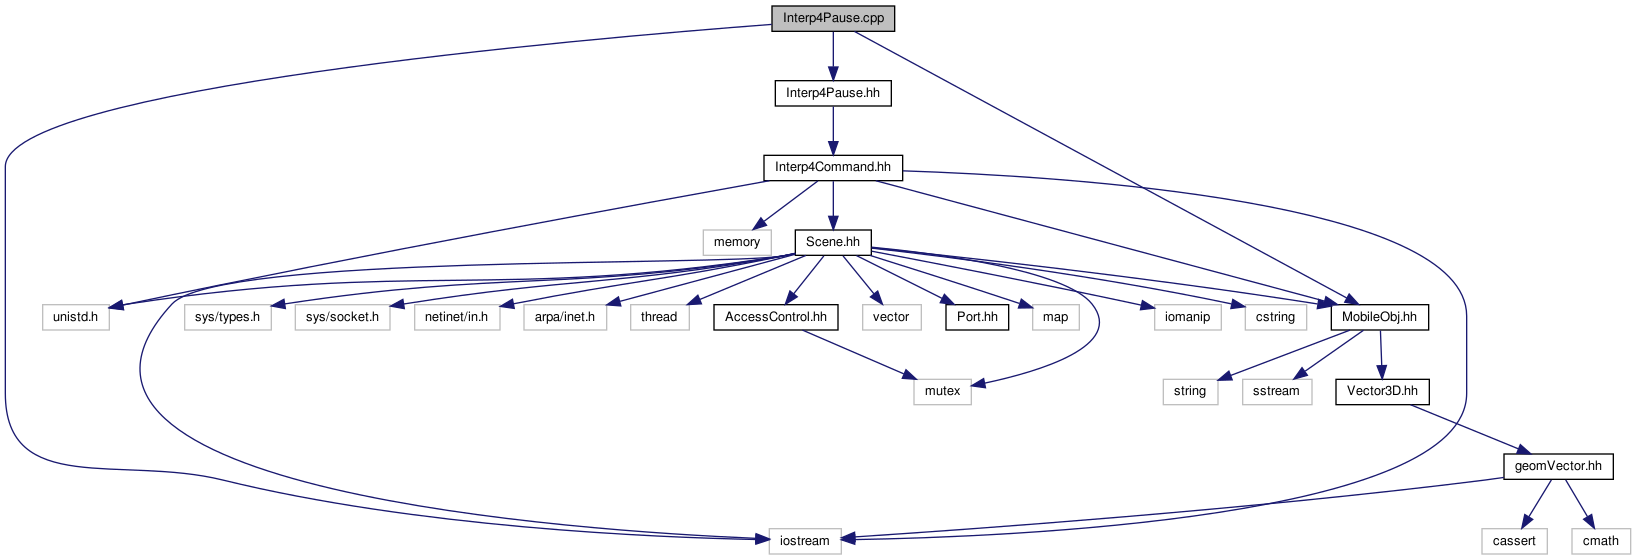 Interp4Pause.cpp
Interp4Pause.hh
Interp4Command.hh
memory
Scene.hh
unistd.h
sys/types.h
sys/socket.h
netinet/in.h
arpa/inet.h
thread
AccessControl.hh
vector
Port.hh
map
iomanip
cstring
MobileObj.hh
mutex
string
sstream
Vector3D.hh
geomVector.hh
iostream
cassert
cmath